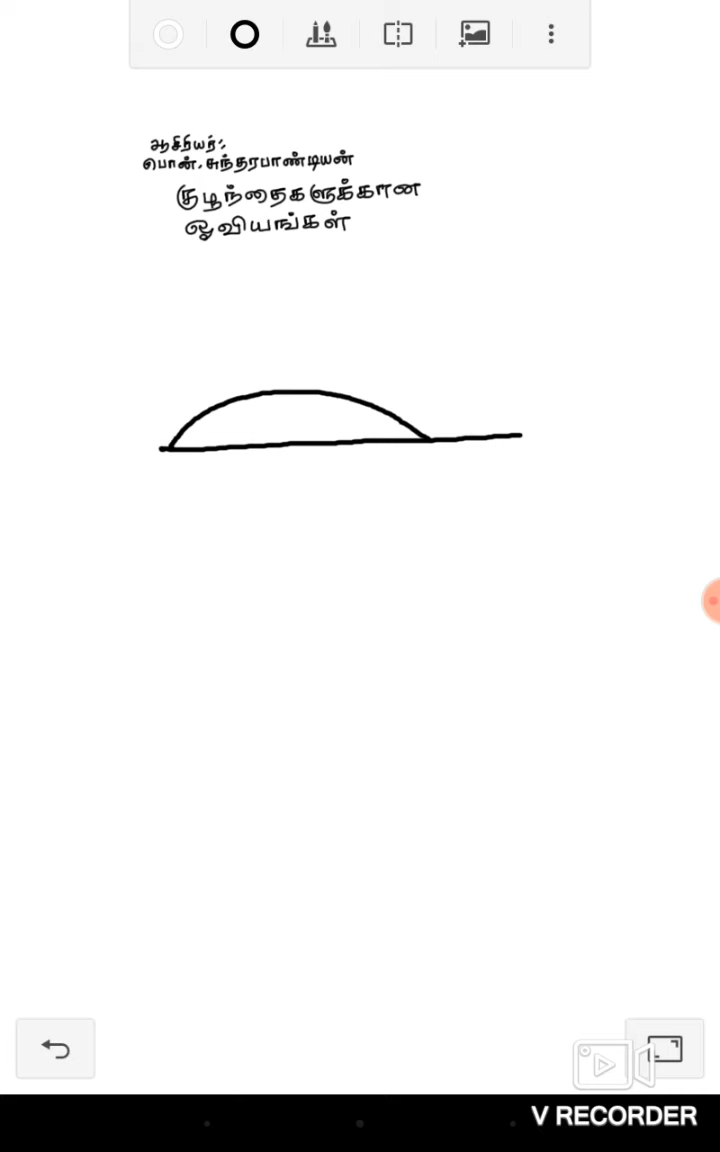 ஆசிரியர்:,
பொன்.சுந்தரபாண்டியன்
குழந்தைகளுக்கான
ஓவியங்கள்
V RECORDER